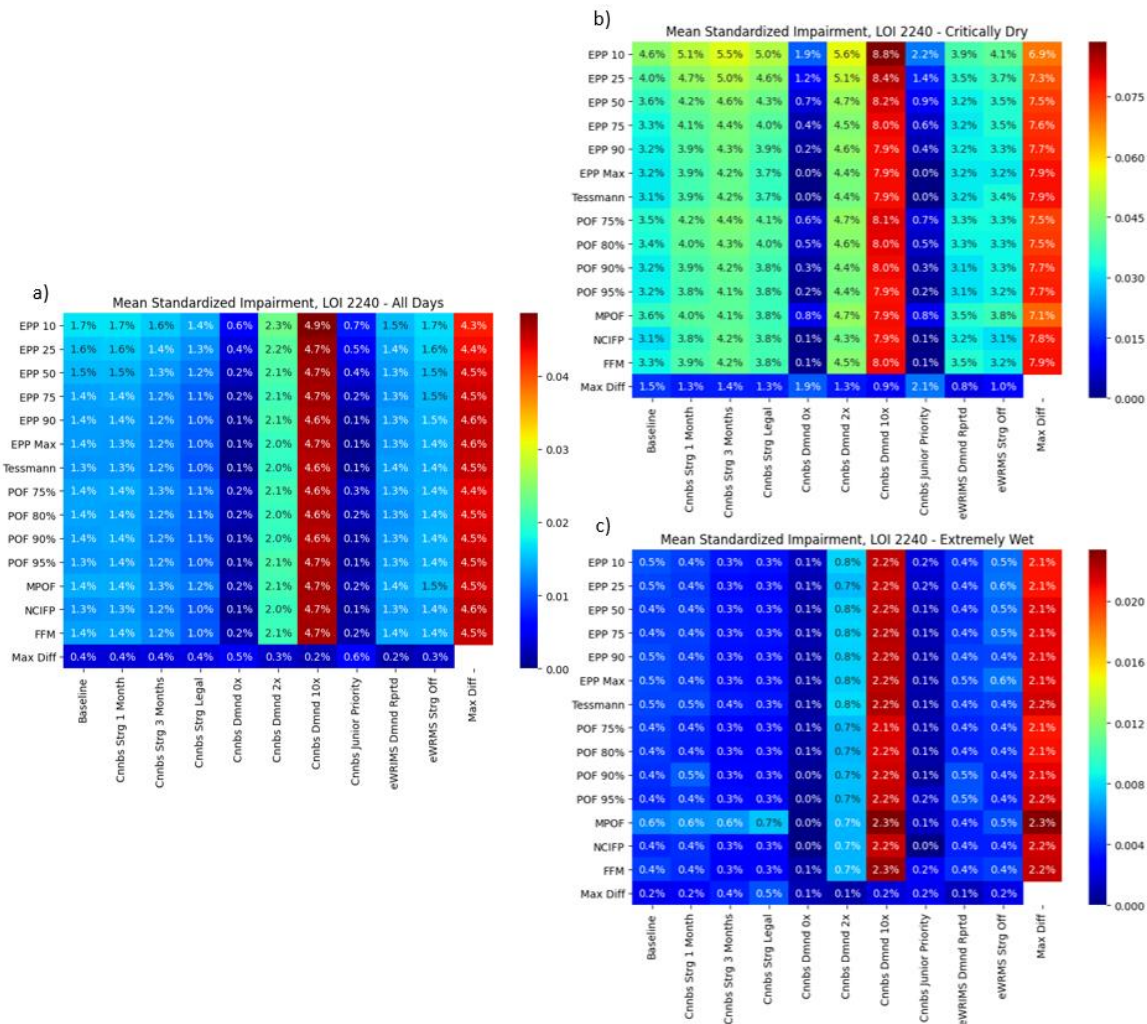 a)
Mean Standardized Impairment, LOI 2240 - All Days
EPP 10 1.7% 1.7% 1.6% 1.4% 0.6% 2.3% 4.9% 0.7% 1.5% 1.7% 4.3%
EPP 25 1.6% 1.6% 1.4% 1.3% 0.4% 2.2% 4.7% 0.5% 1.4% 1.6% 4.4%
EPP 50 1.5% 1.5% 1.3% 1.2% 0.2% 2.1% 4.7% 0.4% 1.3% 1.5% 4.5%
EPP 75 1.4% 1.4% 1.2% 1.1% 0.2% 2.1% 4.7% 0.2% 1.3% 1.5% 4.5%
EPP 90 1.4% 1.4% 1.2% 1.0% 0.1% 2.1% 4.6% 0.1% 1.3% 1.5% 4.6%
EPP Max 1.4% 1.3% 1.2% 1.0% 0.1% 2.0% 4.7% 0.1% 1.3% 1.4% 4.6%
Tessmann 1.3% 1.3% 1.2% 1.0% 0.1% 2.0% 4.6% 0.1% 1.4% 1.4% 4.5%
POF 75% 1.4% 1.4% 1.3% 1.1% 0.2% 2.1% 4.6% 0.3% 1.3% 1.4% 4.4%
POF 80% 1.4% 1.4% 1.2% 1.1% 0.2% 2.1% 4.6% 0.2% 1.3% 1.4% 4.5%
POF 90% 1.4% 1.4% 1.2% 1.1% 0.1% 2.0% 4.6% 0.2% 1.3% 1.4% 4.5%
POF 95% 1.3% 1.4% 1.2% 1.0% 0.1% 2.1% 4.7% 0.1% 1.3% 1.4% 4.5%
MPOF 1.4% 1.4% 1.3% 1.2% 0.2% 2.1% 4.7% 0.2% 1.3% 1.5% 4.5%
NCIFP 1.3% 1.3% 1.2% 1.0% 0.1% 2.0% 4.7% 0.1% 1.3% 1.4% 4.6%
FFM 1.4% 1.4% 1.2% 1.0% 0.2% 2.1% 4.7% 0.2% 1.4% 1.4% 4.5%
Max Diff 0.4% 0.4% 0.4% 0.4% 0.5% 0.3% 0.2% 0.6% 0.2% 0.3%
Baseline
Cnnbs Strg 1 Month
Cnnbs Strg 3 Months
Cnnbs Strg Legal
Cnnbs Dmnd 0x
Cnnbs Dmnd 2x
Cnnbs Dmnd 10x
Cnnbs Junior Priority
eWRIMS Dmnd Rprtd
eWRMS Strg Off
Max Diff
0.04
0.03
0.02
0.01
0.00
b)
Mean Standardized Impairment, LOI 2240 - Critically Dry
EPP 10 4.6% 5.1% 5.5% 5.0% 1.9% 5.6% 8.8% 2.2% 3.9% 4.1% 6.9%
EPP 25 4.0% 4.7% 5.0% 4.6% 1.2% 5.1% 8.4% 1.4% 3.5% 3.7% 7.3%
EPP 50 3.6% 4.2% 4.6% 4.3% 0.7% 4.7% 8.2% 0.9% 3.2% 3.5% 7.5%
EPP 75 3.3% 4.1% 4.4% 4.0% 0.4% 4.5% 8.0% 0.6% 3.2% 3.5% 7.6%
EPP 90 3.2% 3.9% 4.3% 3.9% 0.2% 4.6% 7.9% 0.4% 3.2% 3.3% 7.7%
EPP Max 3.2% 3.9% 4.2% 3.7% 0.0% 4.4% 7.9% 0.0% 3.2% 3.2% 7.9%
Tessmann 3.1% 3.9% 4.2% 3.7% 0.0% 4.4% 7.9% 0.0% 3.2% 3.4% 7.9%
POF 75% 3.5% 4.2% 4.4% 4.1% 0.6% 4.7% 8.1% 0.7% 3.3% 3.3% 7.5%
POF 80% 3.4% 4.0% 4.3% 4.0% 0.5% 4.6% 8.0% 0.5% 3.3% 3.3% 7.5%
POF 90% 3.2% 3.9% 4.2% 3.8% 0.3% 4.4% 8.0% 0.3% 3.1% 3.3% 7.7%
POF 95% 3.2% 3.8% 4.1% 3.8% 0.2% 4.4% 7.9% 0.2% 3.1% 3.2% 7.7%
MPOF 3.6% 4.0% 4.1% 3.8% 0.8% 4.7% 7.9% 0.8% 3.5% 3.8% 7.1%
NCIFP 3.1% 3.8% 4.2% 3.8% 0.1% 4.3% 7.9% 0.1% 3.2% 3.1% 7.8%
FFM 3.3% 3.9% 4.2% 3.8% 0.1% 4.5% 8.0% 0.1% 3.5% 3.2% 7.9%
Max Diff 1.5% 1.3% 1.4% 1.3% 1.9% 1.3% 0.9% 2.1% 0.8% 1.0%
Baseline
Cnnbs Strg 1 Month
Cnnbs Strg 3 Months
Cnnbs Strg Legal
Cnnbs Dmnd 0x
Cnnbs Dmnd 2x
Cnnbs Dmnd 10x
Cnnbs Junior Priority
eWRIMS Dmnd Rprtd
eWRMS Strg Off
Max Diff
0.075
0.060
0.045
0.030
0.015
0.000
c)
Mean Standardized Impairment, LOI 2240 - Extremely Wet
EPP 10 0.5% 0.4% 0.3% 0.3% 0.1% 0.8% 2.2% 0.2% 0.4% 0.5% 2.1%
EPP 25 0.5% 0.4% 0.3% 0.3% 0.1% 0.7% 2.2% 0.2% 0.4% 0.6% 2.1%
EPP 50 0.4% 0.4% 0.3% 0.3% 0.1% 0.8% 2.2% 0.2% 0.4% 0.5% 2.1%
EPP 75 0.4% 0.4% 0.3% 0.3% 0.1% 0.8% 2.2% 0.1% 0.4% 0.5% 2.1%
EPP 90 0.5% 0.4% 0.3% 0.3% 0.1% 0.8% 2.2% 0.1% 0.4% 0.4% 2.1%
EPP Max 0.5% 0.4% 0.3% 0.3% 0.1% 0.8% 2.2% 0.1% 0.5% 0.6% 2.1%
Tessmann 0.5% 0.5% 0.4% 0.3% 0.1% 0.8% 2.2% 0.1% 0.4% 0.5% 2.2%
POF 75% 0.4% 0.4% 0.3% 0.3% 0.1% 0.7% 2.1% 0.1% 0.4% 0.5% 2.1%
POF 80% 0.4% 0.4% 0.3% 0.3% 0.1% 0.7% 2.2% 0.1% 0.4% 0.4% 2.1%
POF 90% 0.4% 0.5% 0.3% 0.3% 0.0% 0.7% 2.2% 0.1% 0.5% 0.4% 2.1%
POF 95% 0.4% 0.4% 0.3% 0.3% 0.0% 0.7% 2.2% 0.2% 0.5% 0.4% 2.2%
MPOF 0.6% 0.6% 0.6% 0.7% 0.0% 0.7% 2.3% 0.1% 0.4% 0.5% 2.3%
NCIFP 0.4% 0.4% 0.3% 0.3% 0.0% 0.7% 2.2% 0.0% 0.4% 0.4% 2.2%
FFM 0.4% 0.4% 0.3% 0.3% 0.1% 0.7% 2.3% 0.1% 0.4% 0.4% 2.2%
Max Diff 0.2% 0.2% 0.4% 0.5% 0.1% 0.1% 0.2% 0.2% 0.1% 0.2%
Baseline
Cnnbs Strg 1 Month
Cnnbs Strg 3 Months
Cnnbs Strg Legal
Cnnbs Dmnd 0x
Cnnbs Dmnd 2x
Cnnbs Dmnd 10x
Cnnbs Junior Priority
eWRIMS Dmnd Rprtd
eWRMS Strg Off
Max Diff
0.020
0.016
0.012
0.008
0.004
0.000